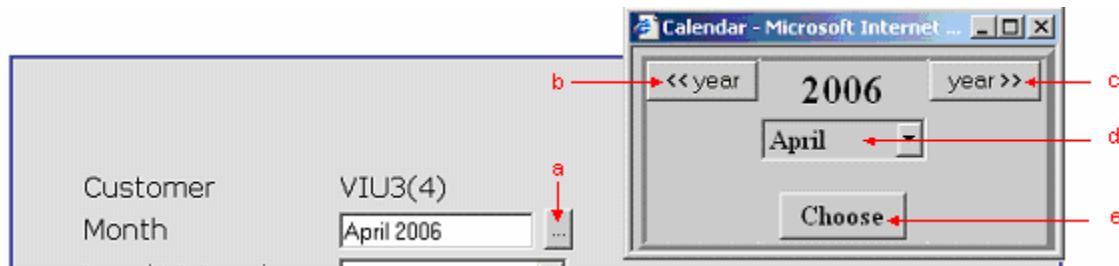 Calendar - Microsoft Internet ...
b << year 2006 year >> c
April d
a
Customer VIU3(4)
Month April 2006 ...
Choose e